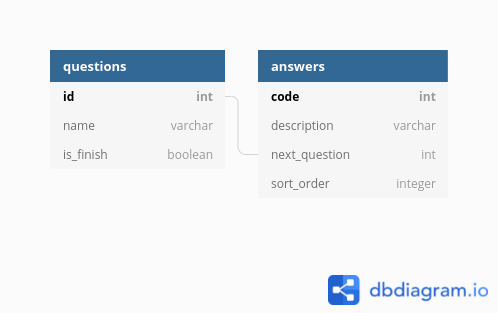 questions
id int
name varchar
is_finish boolean
answers
code int
description varchar
next_question int
sort_order integer
dbdiagram.io